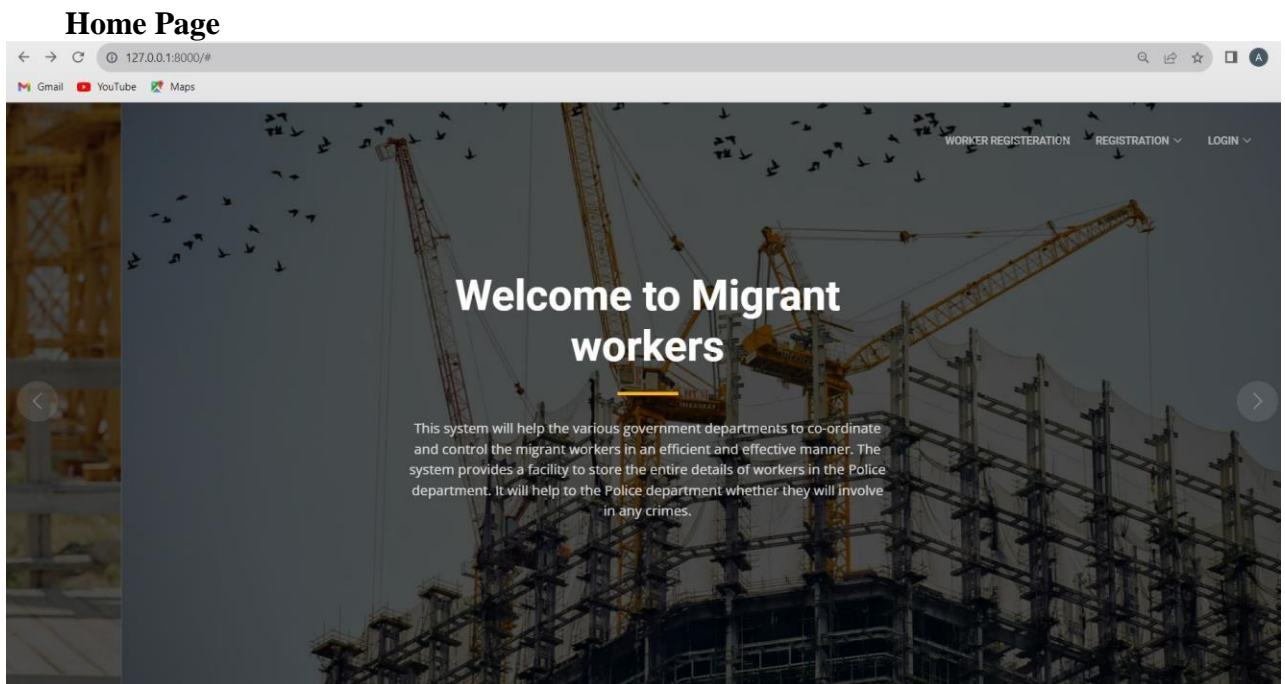 Home Page
127.0.0.1:8000/#
A
Gmail YouTube Maps
WORKER REGISTERATION REGISTRATION LOGIN
Welcome to Migrant
workers
This system will help the various government departments to co-ordinate
and control the migrant workers in an efficient and effective manner. The
system provides a facility to store the entire details of workers in the Police
department. It will help to the Police department whether they will involve
in any crimes.